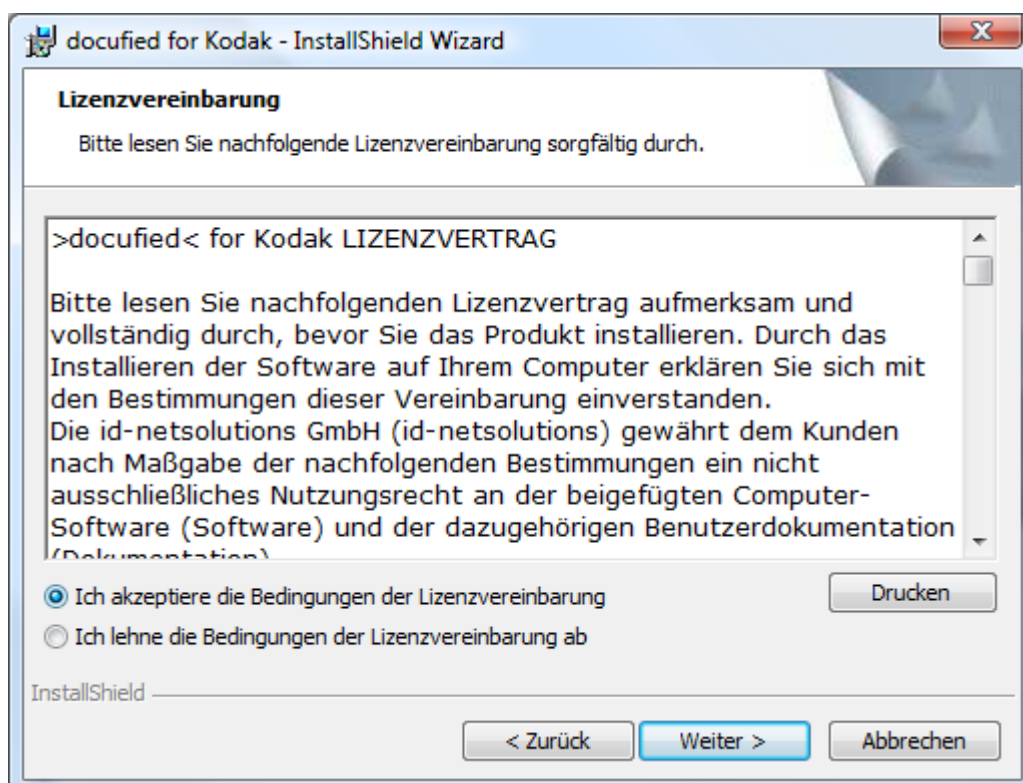 docufied for Kodak - InstallShield Wizard
Lizenzvereinbarung
Bitte lesen Sie nachfolgende Lizenzvereinbarung sorgfältig durch.
>docufied< for Kodak LIZENZVERTRAG
Bitte lesen Sie nachfolgenden Lizenzvertrag aufmerksam und
vollständig durch, bevor Sie das Produkt installieren. Durch das
Installieren der Software auf Ihrem Computer erklären Sie sich mit
den Bestimmungen dieser Vereinbarung einverstanden.
Die id-netsolutions GmbH (id-netsolutions) gewährt dem Kunden
nach Maßgabe der nachfolgenden Bestimmungen ein nicht
ausschließliches Nutzungsrecht an der beigefügten Computer-
Software (Software) und der dazugehörigen Benutzerdokumentation
(Dokumentation)
Ich akzeptiere die Bedingungen der Lizenzvereinbarung
Drucken
Ich lehne die Bedingungen der Lizenzvereinbarung ab
InstallShield
< Zurück
Weiter >
Abbrechen